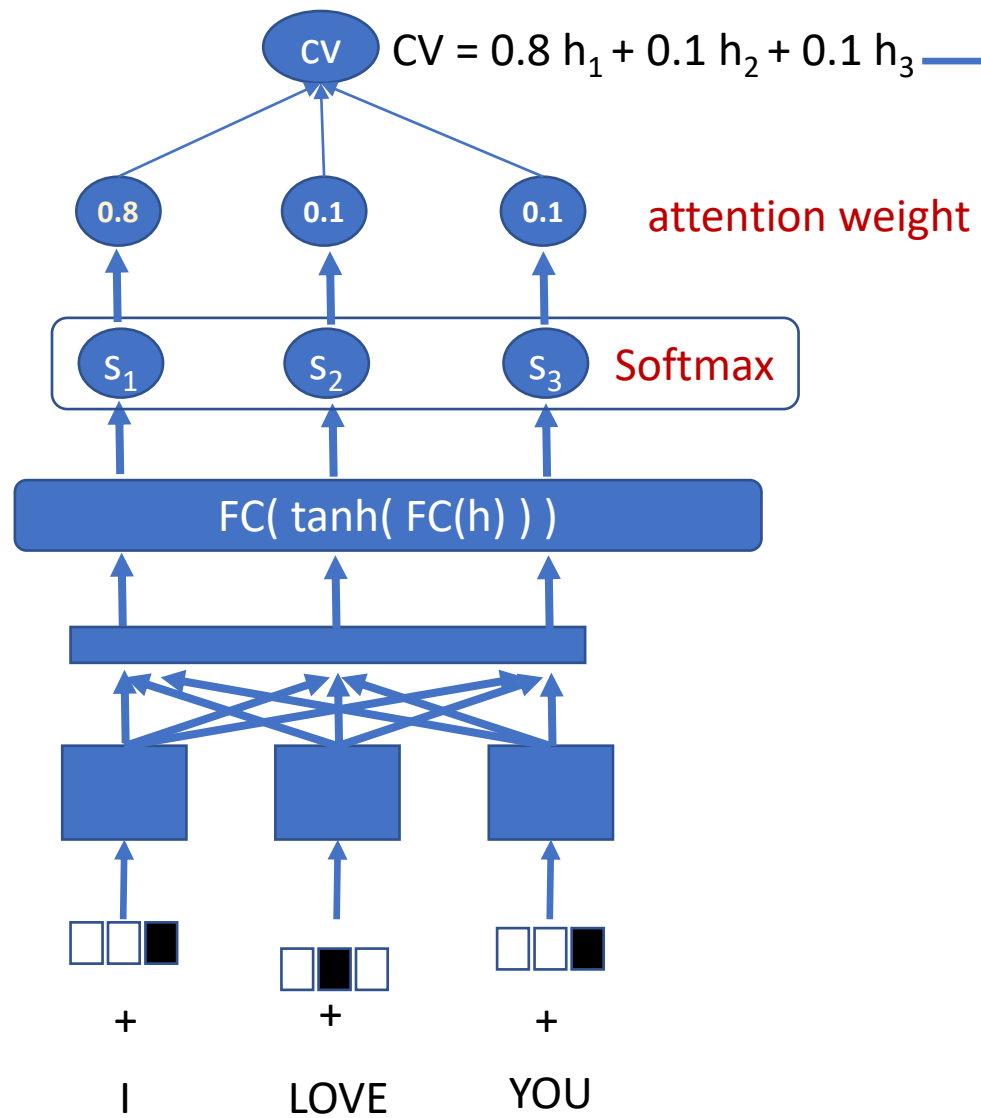 cv CV = 0.8 h₁ + 0.1 h₂ + 0.1 h₃
0.8 0.1 0.1 attention weight
s₁ s₂ s₃ Softmax
FC( tanh( FC(h) ) )
+ + +
I LOVE YOU